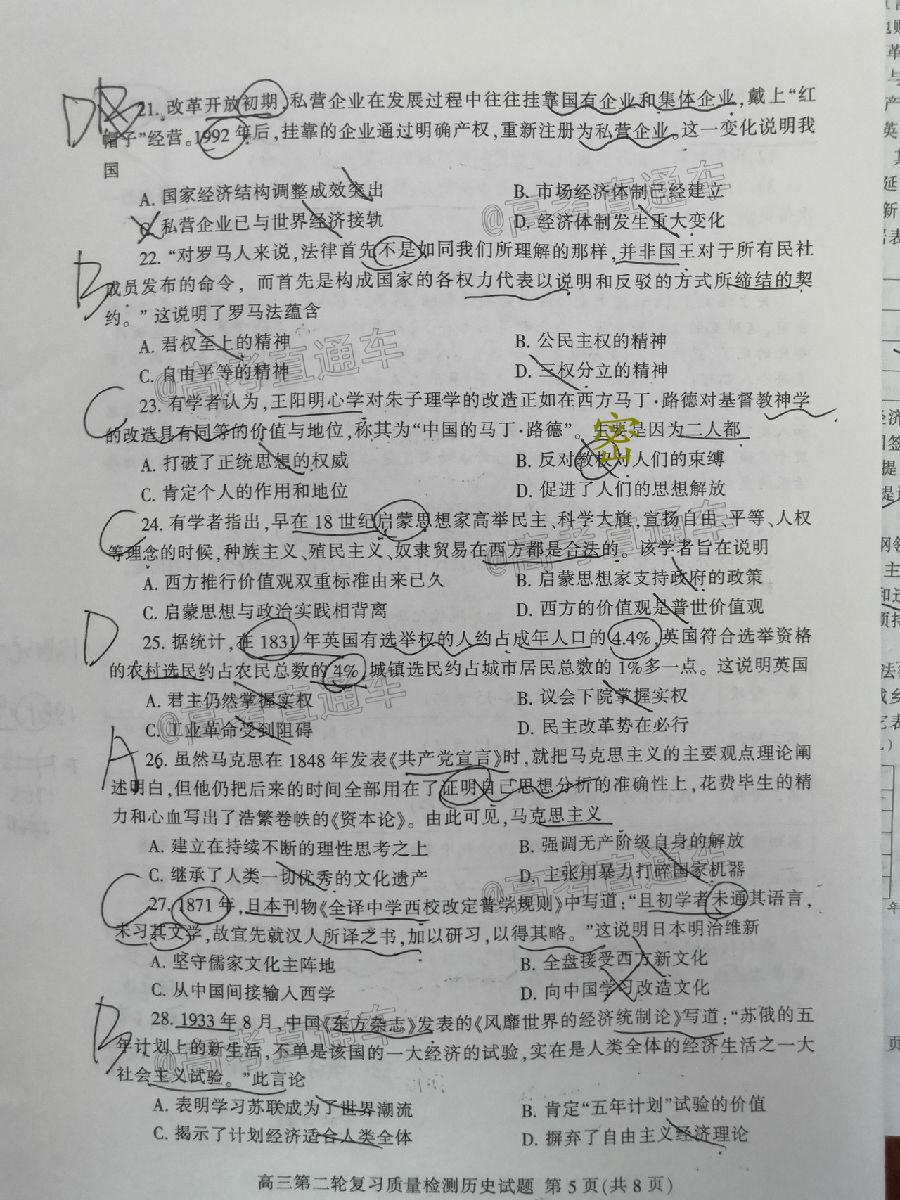 DB
21. 改革开放初期,私营企业在发展过程中往往挂靠国有企业和集体企业,戴上“红
帽子”经营。1992 年后,挂靠的企业通过明确产权,重新注册为私营企业。这一变化说明我
国
A. 国家经济结构调整成效突出 B. 市场经济体制已经建立
C. 私营企业已与世界经济接轨 D. 经济体制发生重大变化
@高考直通车
B
22. “对罗马人来说,法律首先不是如同我们所理解的那样,并非国王对于所有民社
成员发布的命令,而首先是构成国家的各权力代表以说明和反驳的方式所缔结的契
约。”这说明了罗马法蕴含
A. 君权至上的精神 B. 公民主权的精神
C. 自由平等的精神 D. 三权分立的精神
@高考直通车
C
23. 有学者认为,王阳明心学对朱子理学的改造正如在西方马丁·路德对基督教神学
的改造具有同等的价值与地位,称其为“中国的马丁·路德”。主要是因为二人都
密
A. 打破了正统思想的权威 B. 反对教权对人们的束缚
C. 肯定个人的作用和地位 D. 促进了人们的思想解放
C
24. 有学者指出,早在 18 世纪启蒙思想家高举民主、科学大旗,宣扬自由、平等、人权
等理念的时候,种族主义、殖民主义、奴隶贸易在西方都是合法的。该学者旨在说明
@高考直通车
A. 西方推行价值观双重标准由来已久 B. 启蒙思想家支持政府的政策
C. 启蒙思想与政治实践相背离 D. 西方的价值观是普世价值观
D
25. 据统计,在 1831 年英国有选举权的人约占成年人口的 4.4%,英国符合选举资格
的农村选民约占农民总数的 4%,城镇选民约占城市居民总数的 1%多一点。这说明英国
A. 君主仍然掌握实权 B. 议会下院掌握实权
C. 工业革命受到阻碍 D. 民主改革势在必行
@高考直通车
A
26. 虽然马克思在 1848 年发表《共产党宣言》时,就把马克思主义的主要观点理论阐
述明白,但他仍把后来的时间全部用在了证明自己思想分析的准确性上,花费毕生的精
力和心血写出了浩繁卷帙的《资本论》。由此可见,马克思主义
A. 建立在持续不断的理性思考之上 B. 强调无产阶级自身的解放
C. 继承了人类一切优秀的文化遗产 D. 主张用暴力打碎国家机器
@高考直通车
C
27. 1871 年,日本刊物《全译中学西校改定普学规则》中写道:“且初学者未通其语言,
未习其文学,故宜先就汉人所译之书,加以研习,以得其略。”这说明日本明治维新
A. 坚守儒家文化主阵地 B. 全盘接受西方新文化
C. 从中国间接输入西学 D. 向中国学习改造文化
@高考直通车
B
28. 1933 年 8 月,中国《东方杂志》发表的《风靡世界的经济统制论》写道:“苏俄的五
年计划上的新生活,不单是该国的一大经济的试验,实在是人类全体的经济生活之一大
社会主义试验。”此言论
A. 表明学习苏联成为了世界潮流 B. 肯定“五年计划”试验的价值
C. 揭示了计划经济适合人类全体 D. 摒弃了自由主义经济理论
@高考直通车
高三第二轮复习质量检测历史试题 第 5 页(共 8 页)